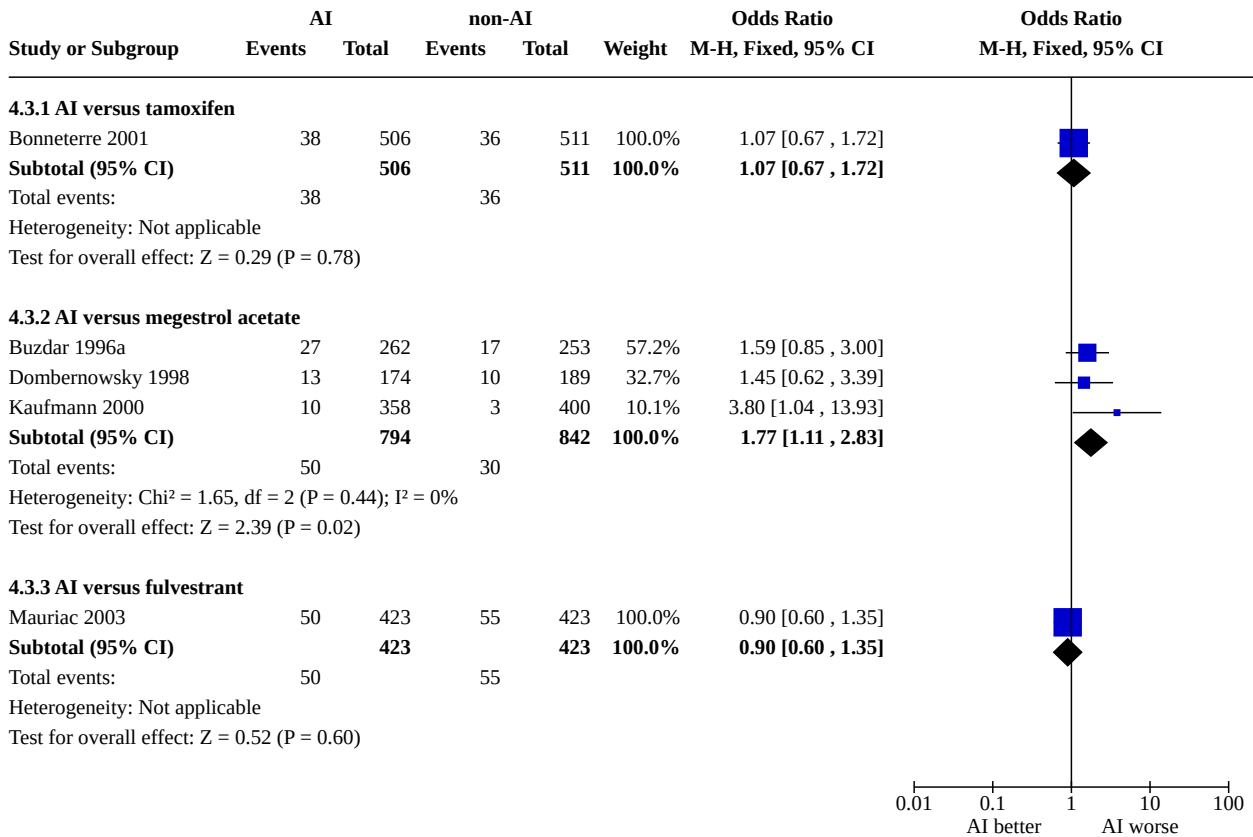 AI non-AI Odds Ratio Odds Ratio
Study or Subgroup Events Total Events Total Weight M-H, Fixed, 95% CI M-H, Fixed, 95% CI
4.3.1 AI versus tamoxifen
Bonneterre 2001 38 506 36 511 100.0% 1.07 [0.67 , 1.72]
Subtotal (95% CI) 506 511 100.0% 1.07 [0.67 , 1.72]
Total events: 38 36
Heterogeneity: Not applicable
Test for overall effect: Z = 0.29 (P = 0.78)
4.3.2 AI versus megestrol acetate
Buzdar 1996a 27 262 17 253 57.2% 1.59 [0.85 , 3.00]
Dombernowsky 1998 13 174 10 189 32.7% 1.45 [0.62 , 3.39]
Kaufmann 2000 10 358 3 400 10.1% 3.80 [1.04 , 13.93]
Subtotal (95% CI) 794 842 100.0% 1.77 [1.11 , 2.83]
Total events: 50 30
Heterogeneity: Chi² = 1.65, df = 2 (P = 0.44); I² = 0%
Test for overall effect: Z = 2.39 (P = 0.02)
4.3.3 AI versus fulvestrant
Mauriac 2003 50 423 55 423 100.0% 0.90 [0.60 , 1.35]
Subtotal (95% CI) 423 423 100.0% 0.90 [0.60 , 1.35]
Total events: 50 55
Heterogeneity: Not applicable
Test for overall effect: Z = 0.52 (P = 0.60)
0.01 0.1 1 10 100
AI better AI worse